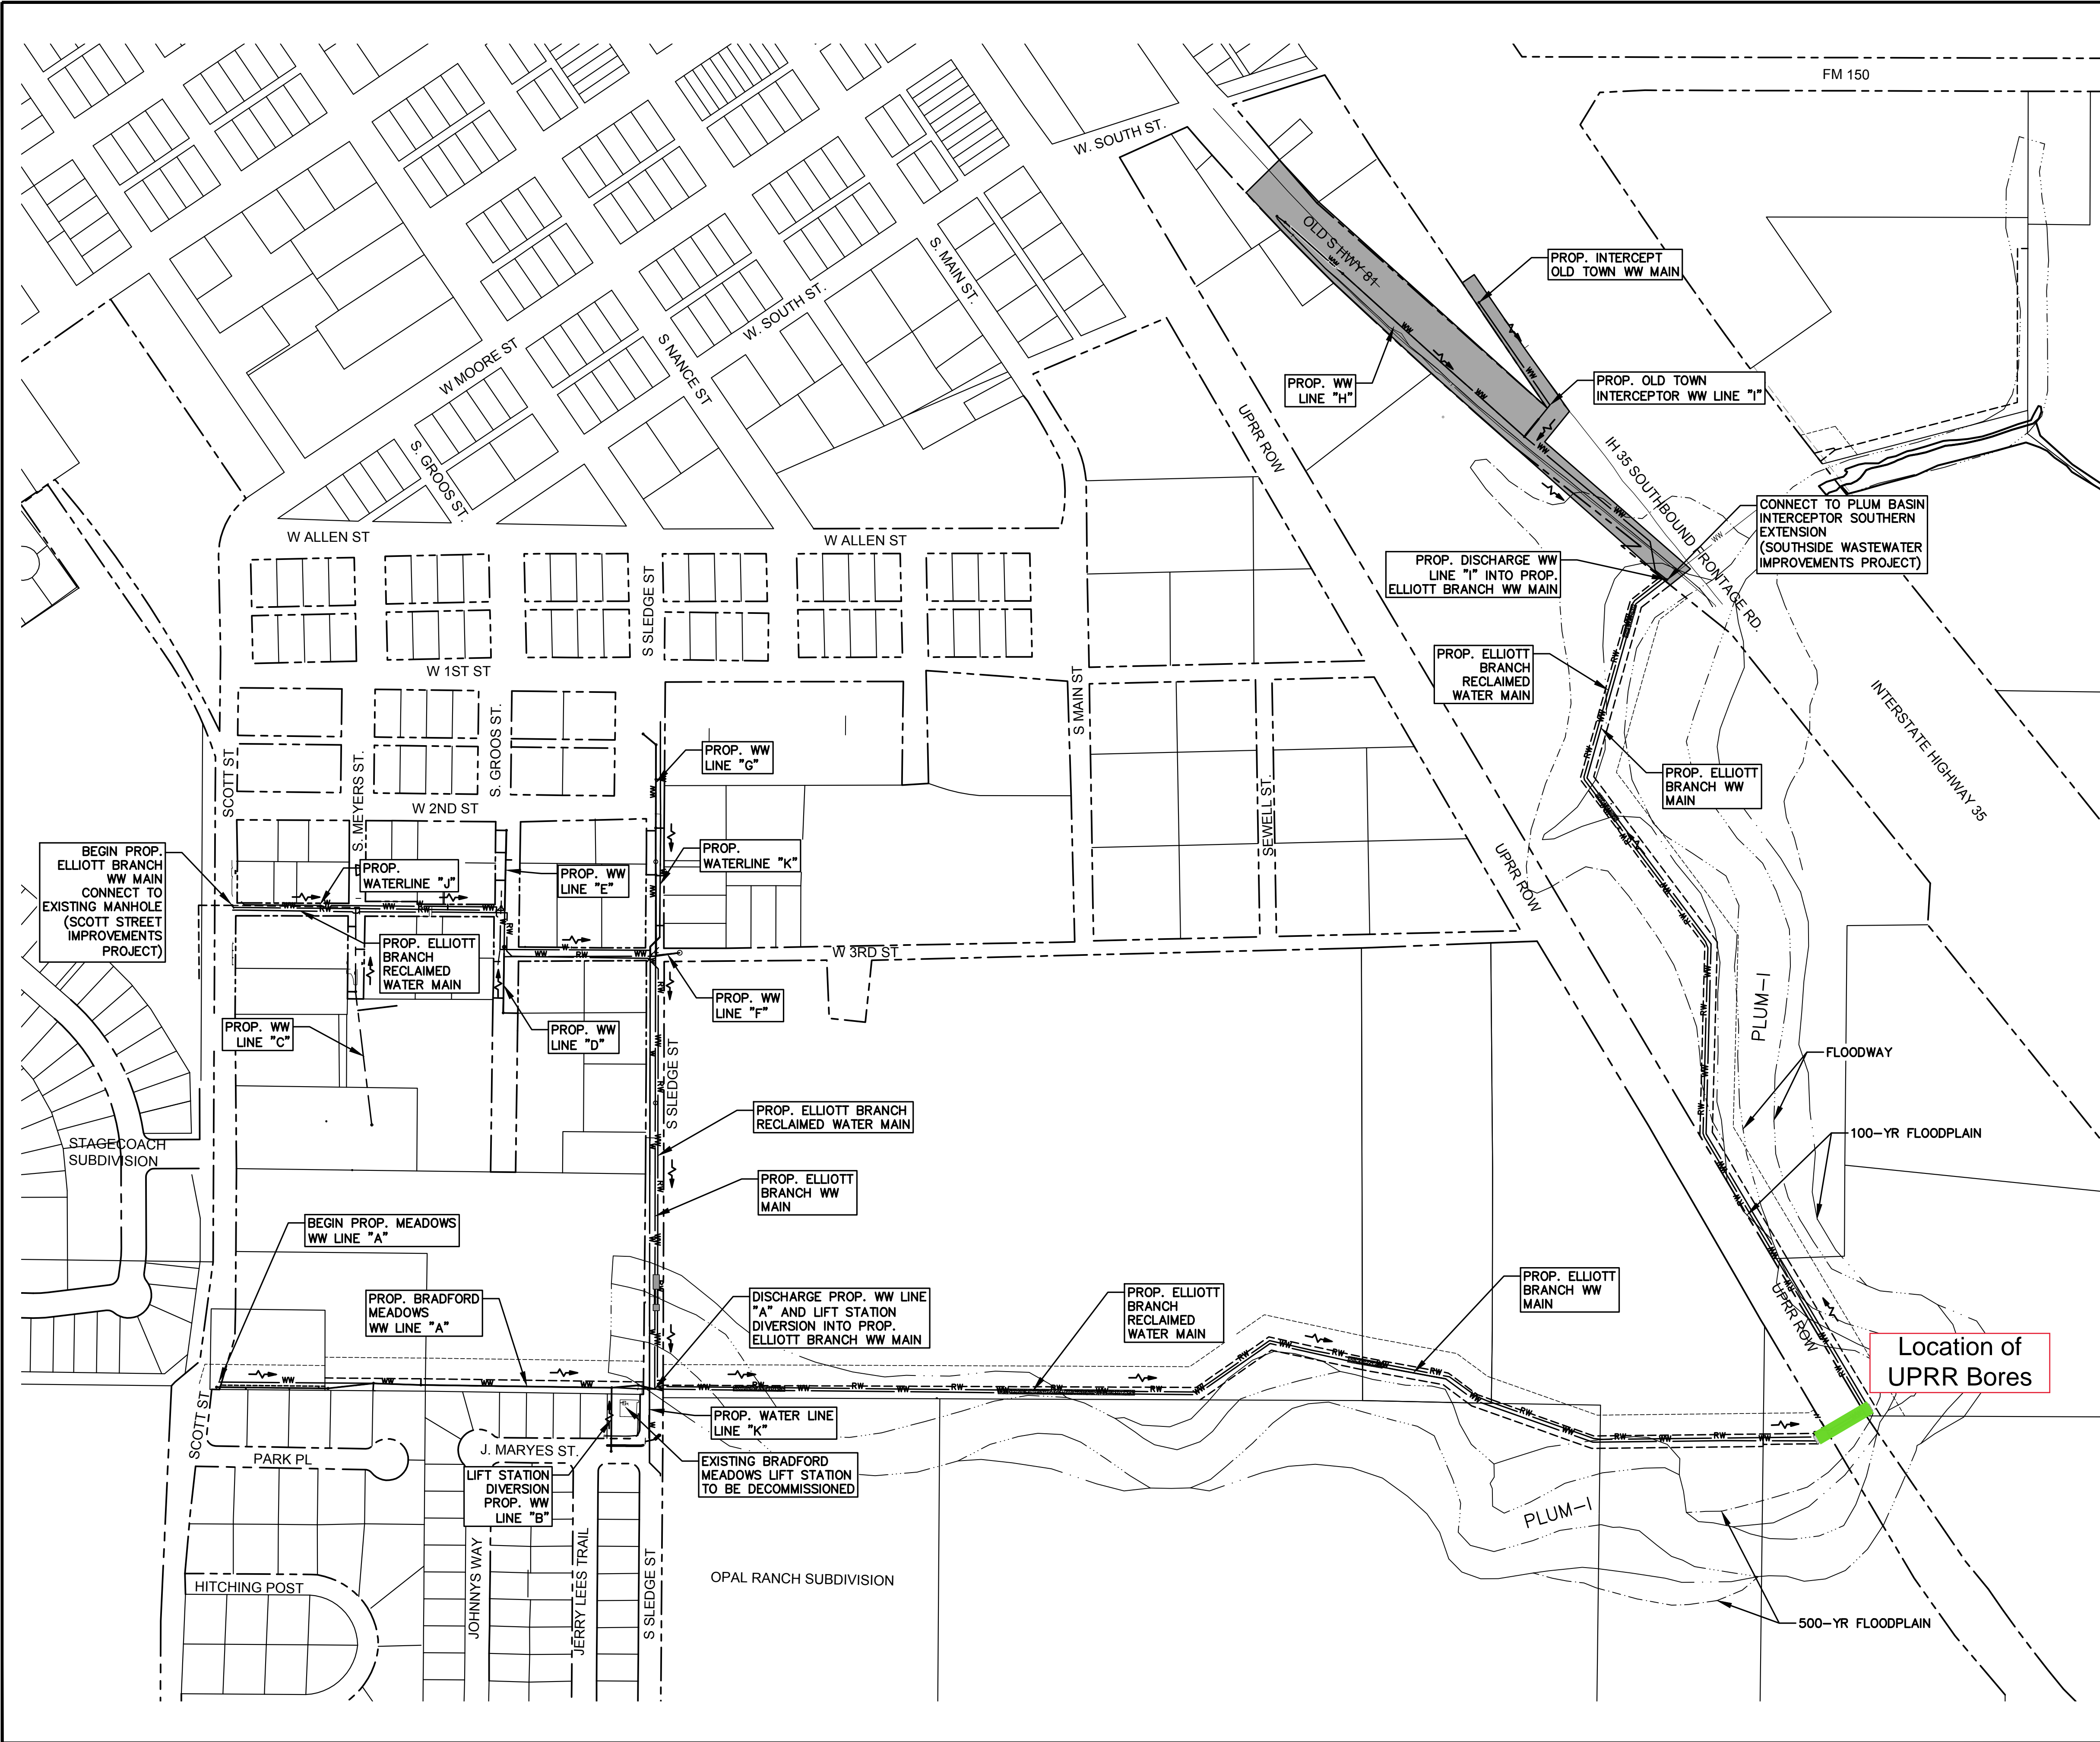 FM 150
W. SOUTH ST.
OLD S HWY 81
PROP. INTERCEPT
OLD TOWN WW MAIN
S. MAIN ST.
W. SOUTH ST.
S NANCE ST
W MOORE ST
PROP. WW
LINE "H"
PROP. OLD TOWN
INTERCEPTOR WW LINE "I"
UPRR ROW
IH 35 SOUTHBOUND FRONTAGE RD.
S. GROOS ST.
CONNECT TO PLUM BASIN
INTERCEPTOR SOUTHERN
EXTENSION
(SOUTHSIDE WASTEWATER
IMPROVEMENTS PROJECT)
W ALLEN ST
W ALLEN ST
PROP. DISCHARGE WW
LINE "I" INTO PROP.
ELLIOTT BRANCH WW MAIN
S SLEDGE ST
W 1ST ST
PROP. ELLIOTT
BRANCH
RECLAIMED
WATER MAIN
S MAIN ST
INTERSTATE HIGHWAY 35
SCOTT ST
S. MEYERS ST.
S. GROOS ST.
PROP. WW
LINE "G"
PROP. ELLIOTT
BRANCH WW
MAIN
W 2ND ST
SEWELL ST.
UPRR ROW
BEGIN PROP.
ELLIOTT BRANCH
WW MAIN
CONNECT TO
EXISTING MANHOLE
(SCOTT STREET
IMPROVEMENTS
PROJECT)
PROP.
WATERLINE "J"
PROP. WW
LINE "E"
PROP.
WATERLINE "K"
PROP. ELLIOTT
BRANCH
RECLAIMED
WATER MAIN
W 3RD ST
PROP. WW
LINE "F"
PROP. WW
LINE "C"
PROP. WW
LINE "D"
PLUM-I
FLOODWAY
S SLEDGE ST
PROP. ELLIOTT BRANCH
RECLAIMED WATER MAIN
100-YR FLOODPLAIN
STAGECOACH
SUBDIVISION
PROP. ELLIOTT
BRANCH WW
MAIN
BEGIN PROP. MEADOWS
WW LINE "A"
PROP. BRADFORD
MEADOWS
WW LINE "A"
DISCHARGE PROP. WW LINE
"A" AND LIFT STATION
DIVERSION INTO PROP.
ELLIOTT BRANCH WW MAIN
PROP. ELLIOTT
BRANCH
RECLAIMED
WATER MAIN
PROP. ELLIOTT
BRANCH WW
MAIN
UPRR ROW
Location of
UPRR Bores
SCOTT ST
PROP. WATER LINE
LINE "K"
J. MARYES ST.
PARK PL
LIFT STATION
DIVERSION
PROP. WW
LINE "B"
EXISTING BRADFORD
MEADOWS LIFT STATION
TO BE DECOMMISSIONED
PLUM-I
HITCHING POST
JOHNNYS WAY
JERRY LEES TRAIL
S SLEDGE ST
OPAL RANCH SUBDIVISION
500-YR FLOODPLAIN